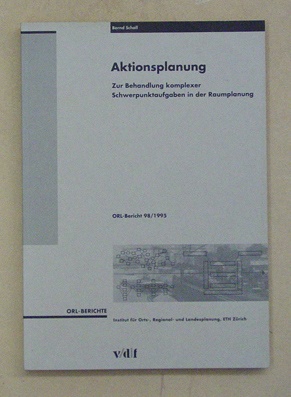 Bernd Scholl
Aktionsplanung
Zur Behandlung komplexer
Schwerpunktaufgaben in der Raumplanung
ORL-Bericht 98/1995
ORL-BERICHTE
Institut für Orts-, Regional- und Landesplanung, ETH Zürich
v/d/f